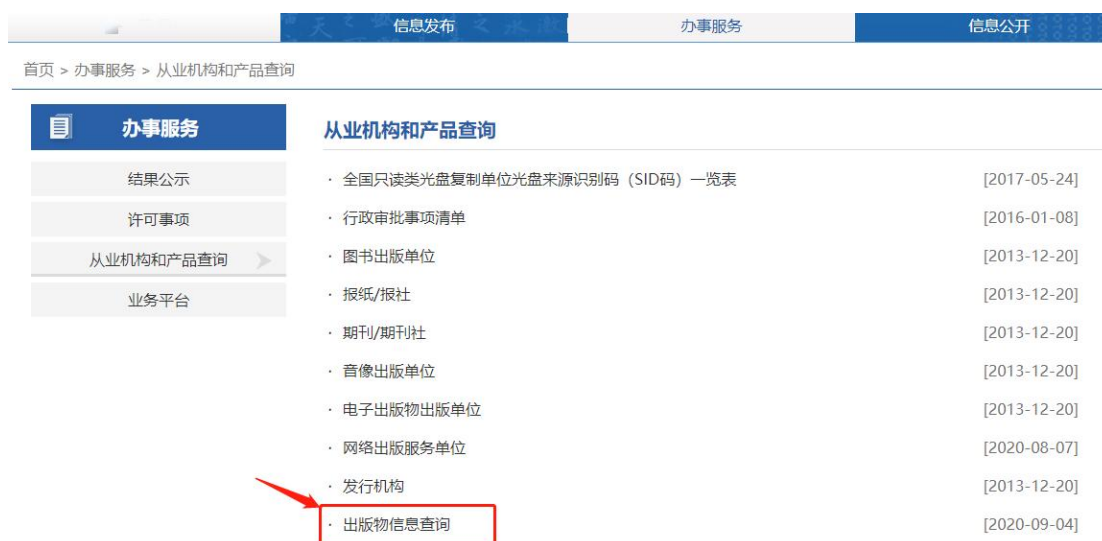 信息发布 办事服务 信息公开
首页 > 办事服务 > 从业机构和产品查询
办事服务
结果公示
许可事项
从业机构和产品查询
业务平台
从业机构和产品查询
· 全国只读类光盘复制单位光盘来源识别码（SID码）一览表 [2017-05-24]
· 行政审批事项清单 [2016-01-08]
· 图书出版单位 [2013-12-20]
· 报纸/报社 [2013-12-20]
· 期刊/期刊社 [2013-12-20]
· 音像出版单位 [2013-12-20]
· 电子出版物出版单位 [2013-12-20]
· 网络出版服务单位 [2020-08-07]
· 发行机构 [2013-12-20]
· 出版物信息查询 [2020-09-04]